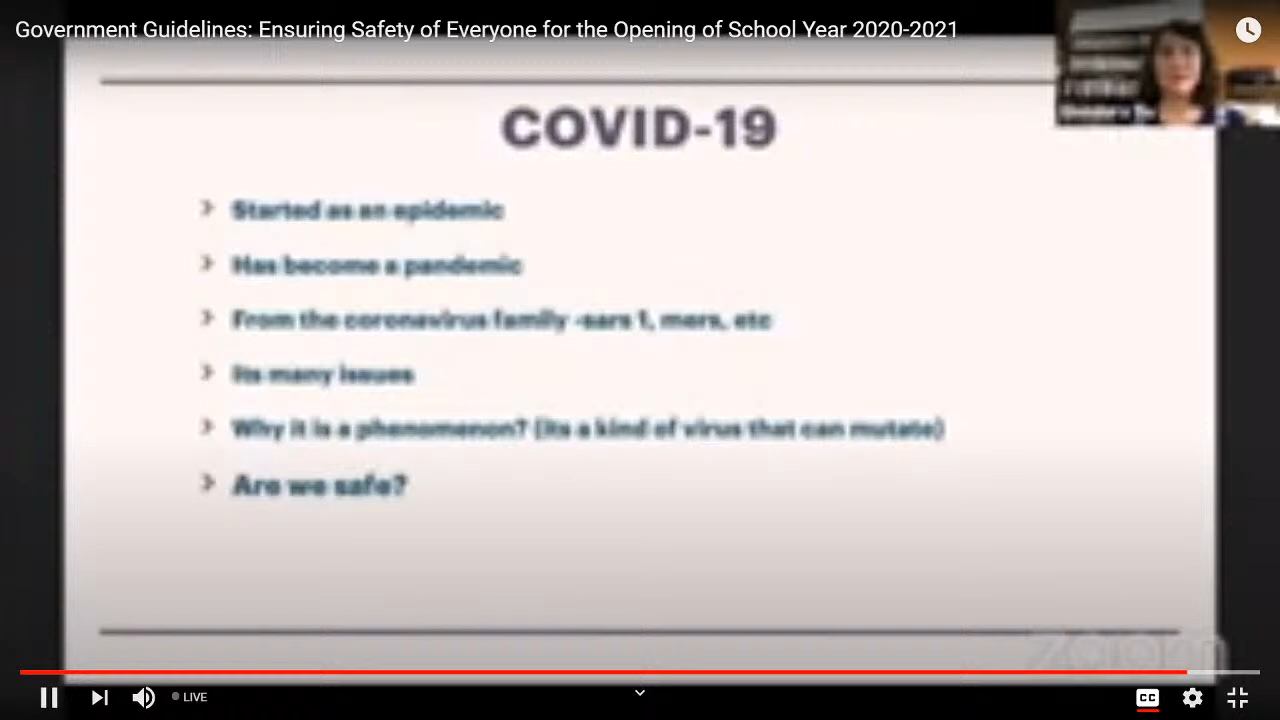 Government Guidelines: Ensuring Safety of Everyone for the Opening of School Year 2020-2021
COVID-19
Started as an epidemic
Has become a pandemic
From the coronavirus family -sars 1, mers, etc
Its many issues
Why it is a phenomenon? (its a kind of virus that can mutate)
Are we safe?
LIVE
CC